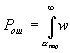 Pош = ∫_{αпор}^{∞} w